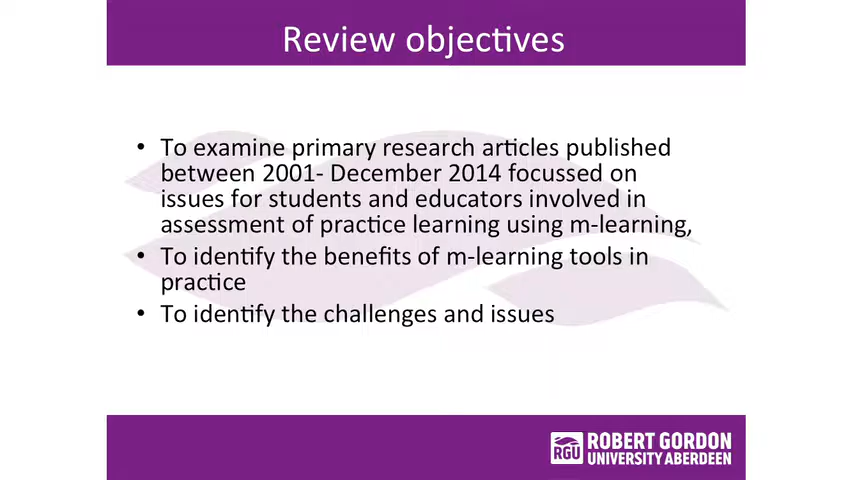 Review objectives
• To examine primary research articles published
between 2001- December 2014 focussed on
issues for students and educators involved in
assessment of practice learning using m-learning,
• To identify the benefits of m-learning tools in
practice
• To identify the challenges and issues
RGU
ROBERT GORDON
UNIVERSITY ABERDEEN